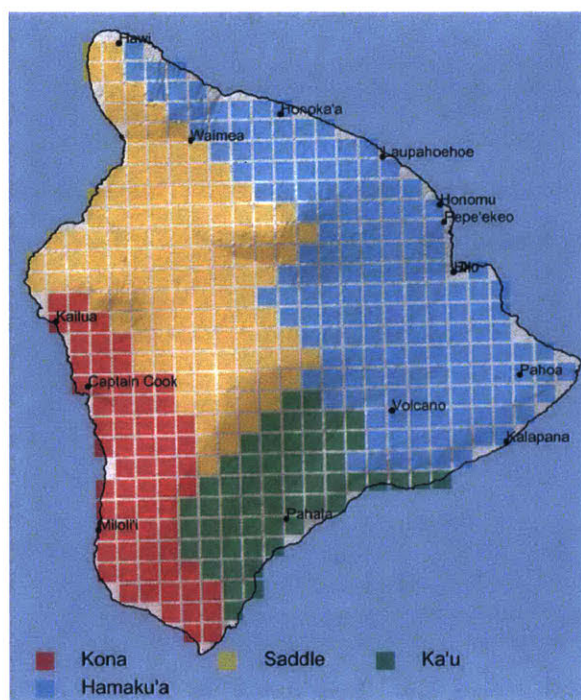 Hawi
Honoka'a
Waimea
Laupahoehoe
Honomu
Pepe'ekeo
Hilo
Kailua
Pahoa
Captain Cook
Volcano
Kalapana
Pahala
Miloli'i
Kona Saddle Ka'u
Hamaku'a